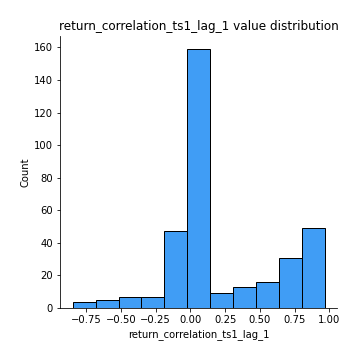 return_correlation_ts1_lag_1 value distribution
160
140
120
100
80
60
40
20
0
Count
−0.75 −0.50 −0.25 0.00 0.25 0.50 0.75 1.00
return_correlation_ts1_lag_1